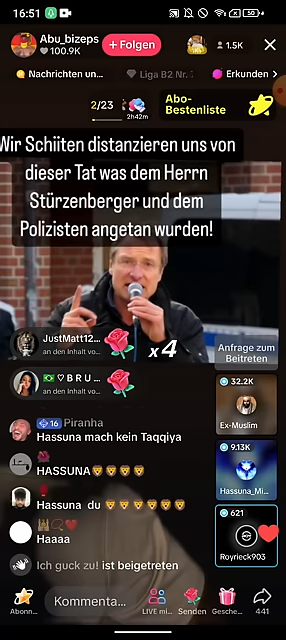 16:51
50
Abu_bizeps
100.9K
+ Folgen
1.5K
Nachrichten un...
Liga B2 Nr.
Erkunden
2/23
2h42m
Abo-
Bestenliste
Wir Schiiten distanzieren uns von
dieser Tat was dem Herrn
Stürzenberger und dem
Polizisten angetan wurden!
JustMatt12...
an den Inhalt vo...
x4
♡ B R U ...
an den Inhalt vo...
Anfrage zum
Beitreten
32.2K
Ex-Muslim
16 Piranha
Hassuna mach kein Taqqiya
HASSUNA🦁🦁🦁🦁
9.13K
Hassuna_Mi...
Hassuna du 🦁🦁🦁🦁🦁🦁
Haaaa
621
Royrieck903
Ich guck zu! ist beigetreten
Abonn...
Kommenta...
LIVE mi...
Senden
Gesche...
441